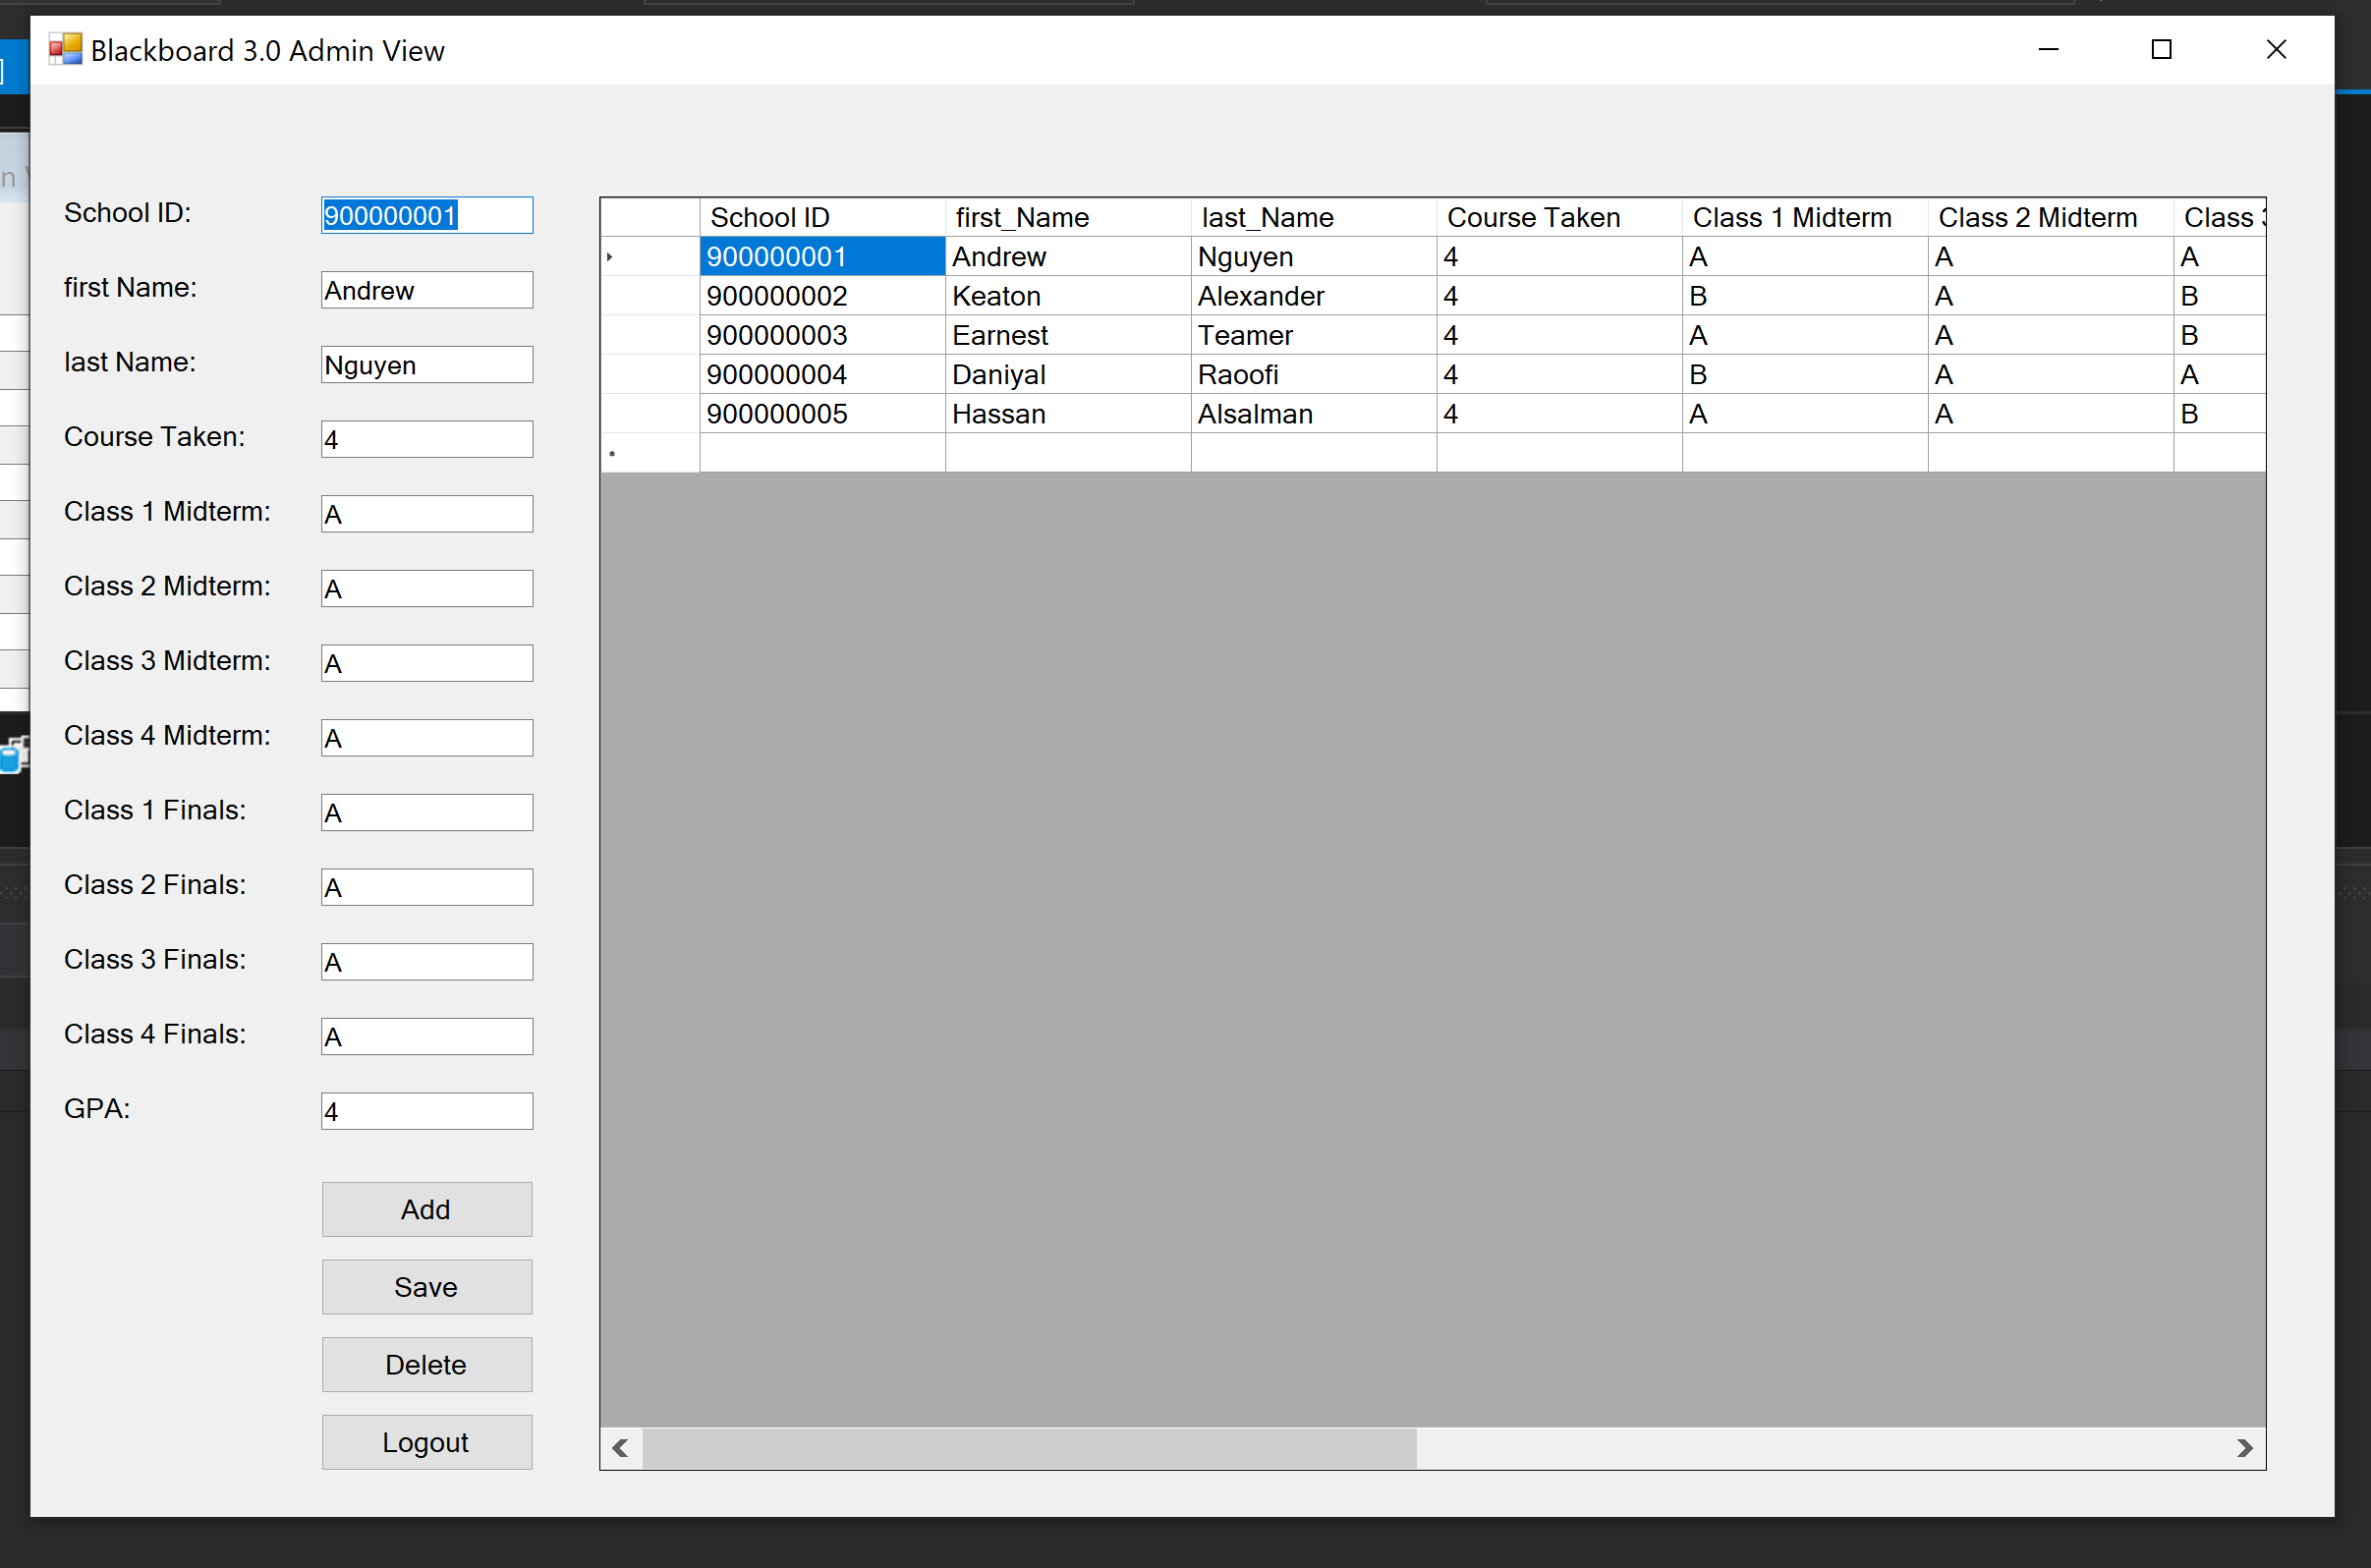 Blackboard 3.0 Admin View
School ID: 900000001
first Name: Andrew
last Name: Nguyen
Course Taken: 4
Class 1 Midterm: A
Class 2 Midterm: A
Class 3 Midterm: A
Class 4 Midterm: A
Class 1 Finals: A
Class 2 Finals: A
Class 3 Finals: A
Class 4 Finals: A
GPA: 4
Add
Save
Delete
Logout
School ID first_Name last_Name Course Taken Class 1 Midterm Class 2 Midterm Class
900000001 Andrew Nguyen 4 A A A
900000002 Keaton Alexander 4 B A B
900000003 Earnest Teamer 4 A A B
900000004 Daniyal Raoofi 4 B A A
900000005 Hassan Alsalman 4 A A B